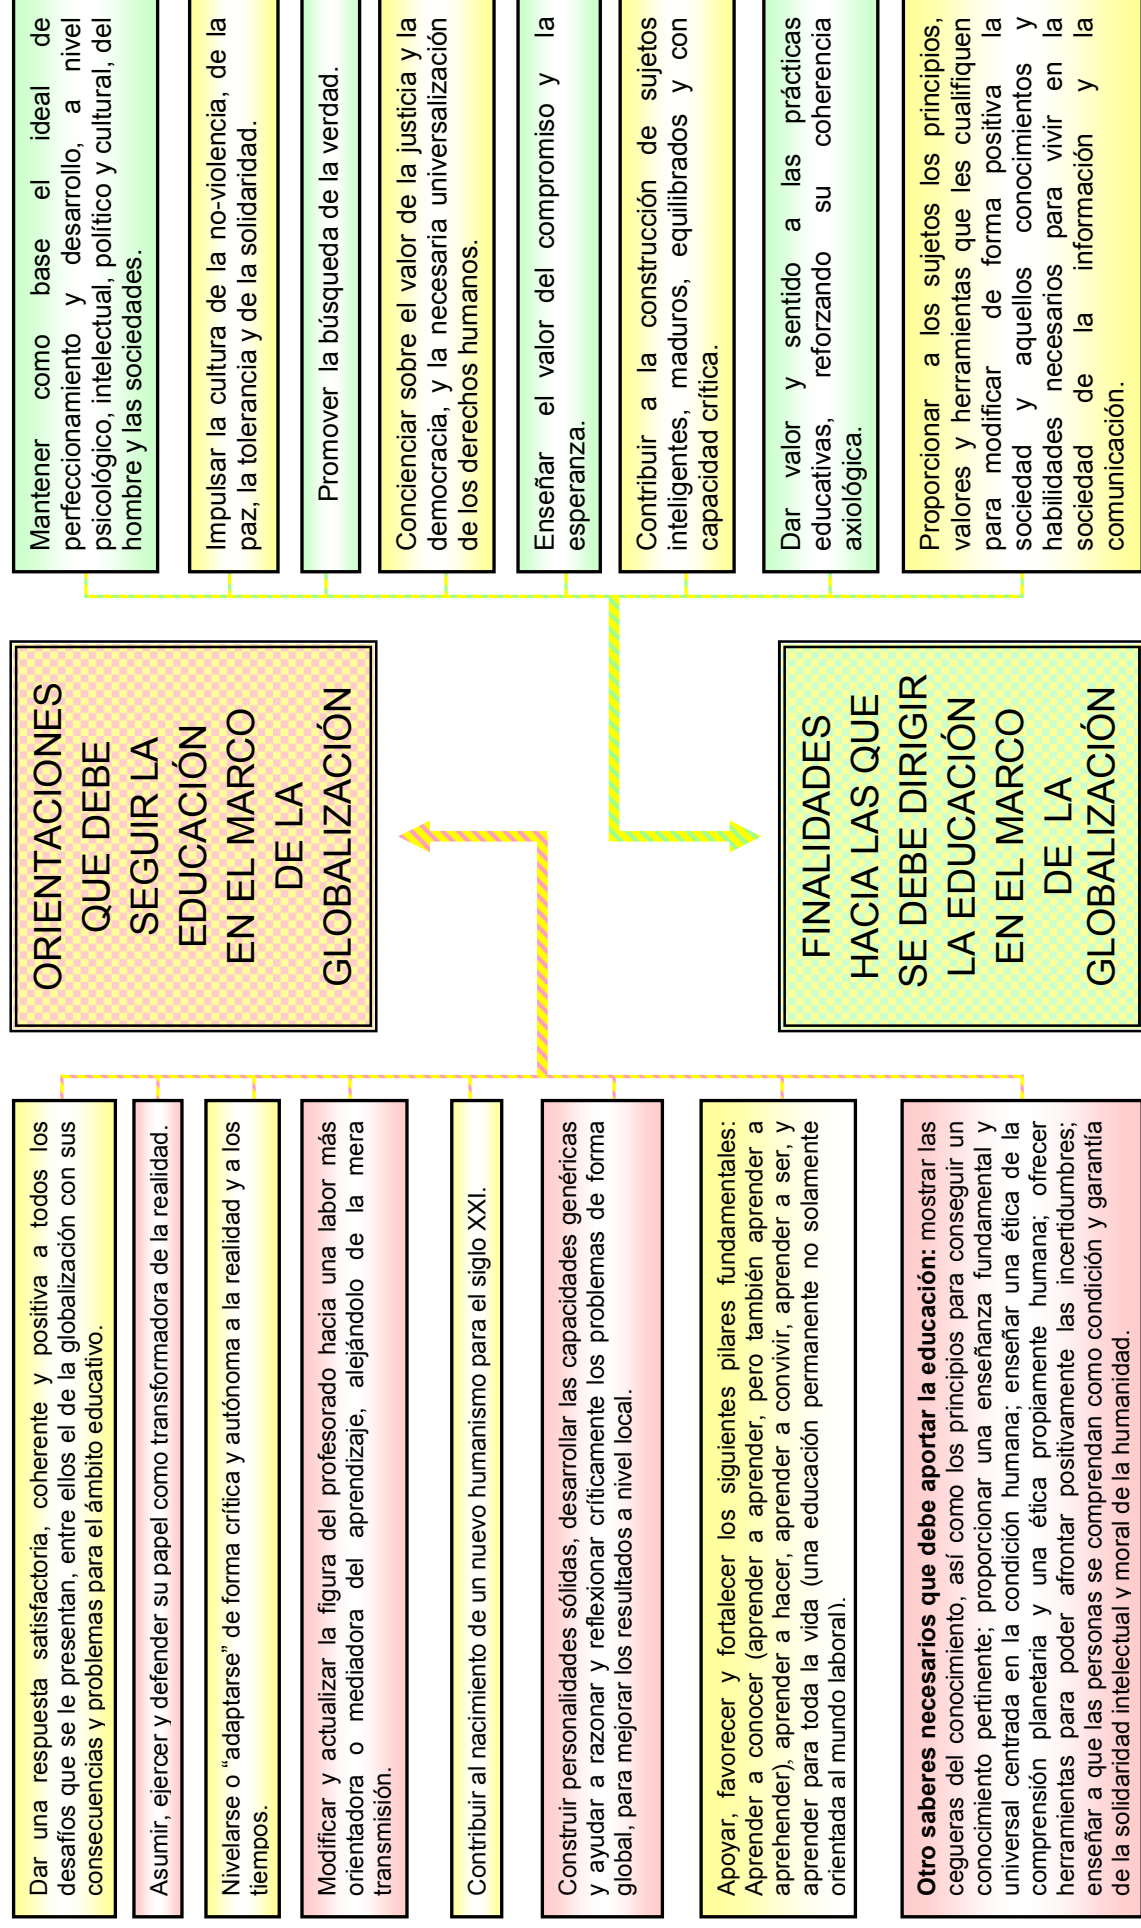 Dar una respuesta satisfactoria, coherente y positiva a todos los
desafíos que se le presentan, entre ellos el de la globalización con sus
consecuencias y problemas para el ámbito educativo.
Asumir, ejercer y defender su papel como transformadora de la realidad.
Nivelarse o “adaptarse” de forma crítica y autónoma a la realidad y a los
tiempos.
Modificar y actualizar la figura del profesorado hacia una labor más
orientadora o mediadora del aprendizaje, alejándolo de la mera
transmisión.
Contribuir al nacimiento de un nuevo humanismo para el siglo XXI.
Construir personalidades sólidas, desarrollar las capacidades genéricas
y ayudar a razonar y reflexionar críticamente los problemas de forma
global, para mejorar los resultados a nivel local.
Apoyar, favorecer y fortalecer los siguientes pilares fundamentales:
Aprender a conocer (aprender a aprender, pero también aprender a
aprehender), aprender a hacer, aprender a convivir, aprender a ser, y
aprender para toda la vida (una educación permanente no solamente
orientada al mundo laboral).
Otro saberes necesarios que debe aportar la educación: mostrar las
cegueras del conocimiento, así como los principios para conseguir un
conocimiento pertinente; proporcionar una enseñanza fundamental y
universal centrada en la condición humana; enseñar una ética de la
comprensión planetaria y una ética propiamente humana; ofrecer
herramientas para poder afrontar positivamente las incertidumbres;
enseñar a que las personas se comprendan como condición y garantía
de la solidaridad intelectual y moral de la humanidad.
ORIENTACIONES
QUE DEBE
SEGUIR LA
EDUCACIÓN
EN EL MARCO
DE LA
GLOBALIZACIÓN
FINALIDADES
HACIA LAS QUE
SE DEBE DIRIGIR
LA EDUCACIÓN
EN EL MARCO
DE LA
GLOBALIZACIÓN
Mantener como base el ideal de
perfeccionamiento y desarrollo, a nivel
psicológico, intelectual, político y cultural, del
hombre y las sociedades.
Impulsar la cultura de la no-violencia, de la
paz, la tolerancia y de la solidaridad.
Promover la búsqueda de la verdad.
Concienciar sobre el valor de la justicia y la
democracia, y la necesaria universalización
de los derechos humanos.
Enseñar el valor del compromiso y la
esperanza.
Contribuir a la construcción de sujetos
inteligentes, maduros, equilibrados y con
capacidad crítica.
Dar valor y sentido a las prácticas
educativas, reforzando su coherencia
axiológica.
Proporcionar a los sujetos los principios,
valores y herramientas que les cualifiquen
para modificar de forma positiva la
sociedad y aquellos conocimientos y
habilidades necesarios para vivir en la
sociedad de la información y la
comunicación.